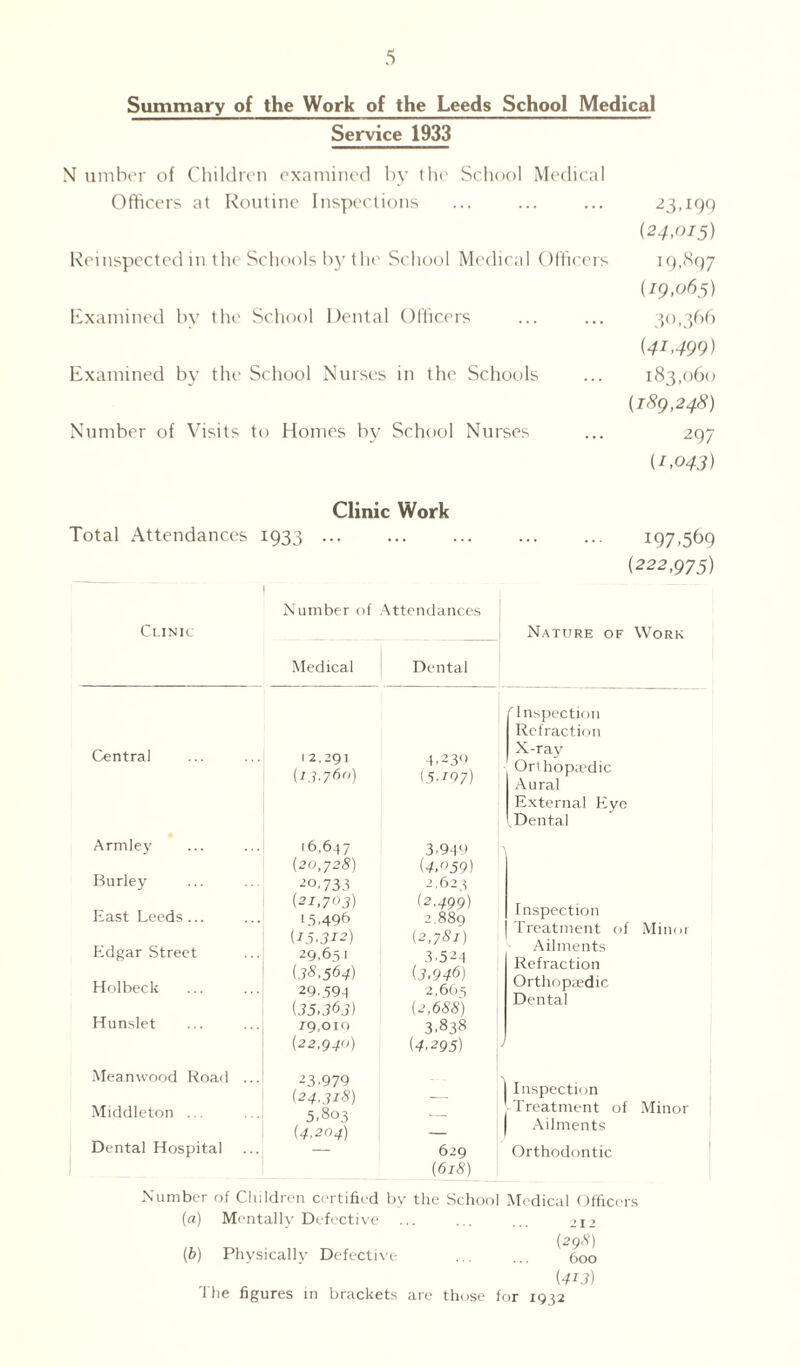 5
Summary of the Work of the Leeds School Medical
Service 1933
N umber of Children examined by the School Medical
Officers at Routine Inspections ... ... ... 23,199
(24,015)
Reinspected in the Schools by the School Medical Officers 19,897
(19,065)
Examined by the School Dental Officers ... ... 30,366
(41,499)
Examined by the School Nurses in the Schools ... 183,060
(189,248)
Number of Visits to Homes by School Nurses ... 297
(1,043)
Clinic Work
Total Attendances 1933 ... ... ... ... ... 197,569
(222,975)
Clinic Number of Attendances Nature of Work
Medical Dental
Inspection
Refraction
Central ... ... 12,291 4,239 X-ray
(13,760) (5,197) Orthopædic
Aural
External Eye
Dental
Armley ... ... 16,647 3,949
(20,728) (4,059)
Burley ... ... 20,733 2,623
(21,703) (2,499)
East Leeds ... ... 15,496 2,889 Inspection
(15,312) (2,781) Treatment of Minor
Edgar Street ... 29,651 3,524 Ailments
(38,564) (3,946) Refraction
Holbeck ... ... 29,594 2,665 Orthopædic
(35,363) (2,688) Dental
Hunslet ... ... 19,010 3,838
(22,940) (4,295)
Meanwood Road ... 23,979 —
(24,318) — Inspection
Middleton ... ... 5,803 — Treatment of Minor
(4,204) — Ailments
Dental Hospital ... — 629 Orthodontic
(618)
Number of Children certified by the School Medical Officers
(a) Mentally Defective ... ... ... 212
(298)
(b) Physically Defective ... ... 600
(413)
The figures in brackets are those for 1932